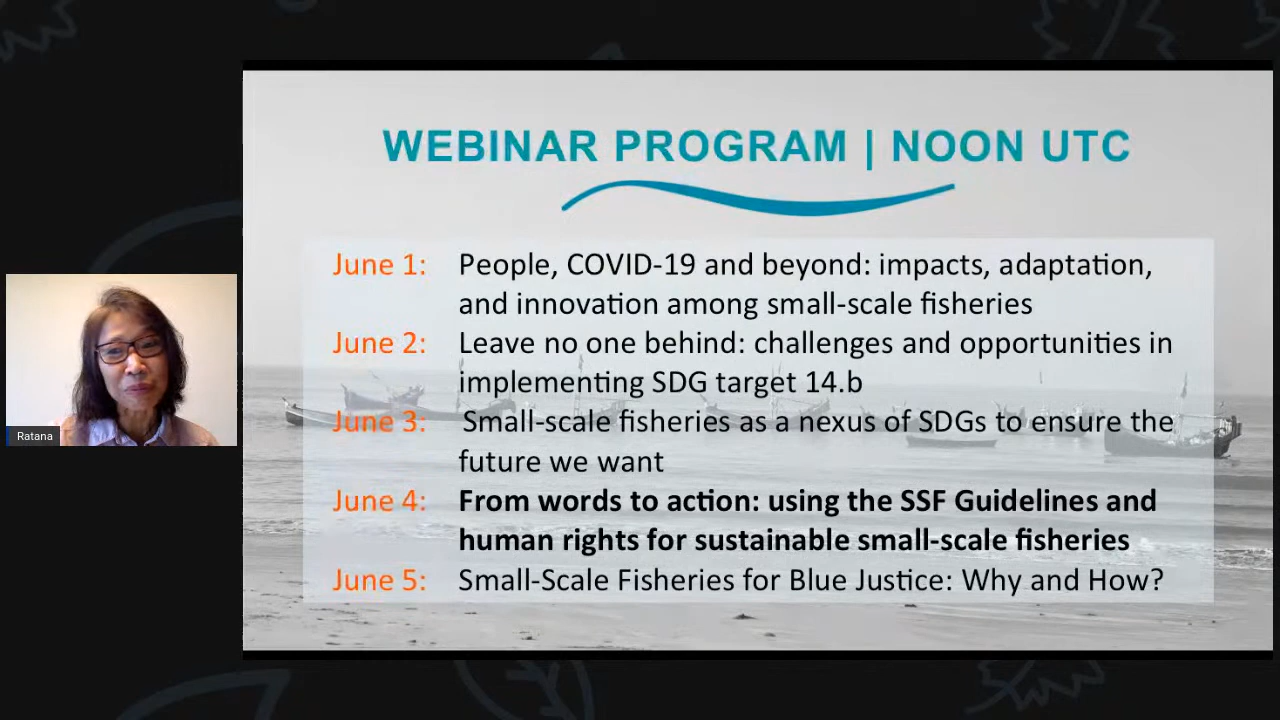 WEBINAR PROGRAM | NOON UTC
June 1: People, COVID-19 and beyond: impacts, adaptation,
and innovation among small-scale fisheries
June 2: Leave no one behind: challenges and opportunities in
implementing SDG target 14.b
June 3: Small-scale fisheries as a nexus of SDGs to ensure the
future we want
June 4: From words to action: using the SSF Guidelines and
human rights for sustainable small-scale fisheries
June 5: Small-Scale Fisheries for Blue Justice: Why and How?
Ratana